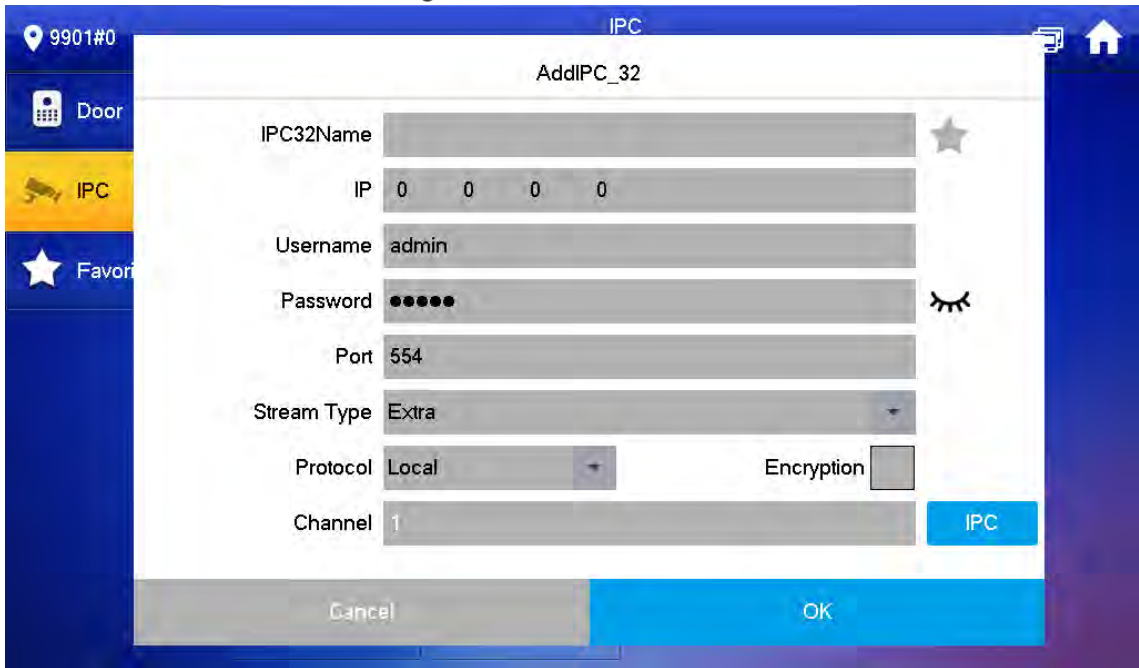 IPC
9901#0
AddIPC_32
Door
IPC32Name
IPC
IP 0 0 0 0
Username admin
Favori
Password ●●●●●
Port 554
Stream Type Extra
Protocol Local Encryption
Channel 1 IPC
Cancel OK